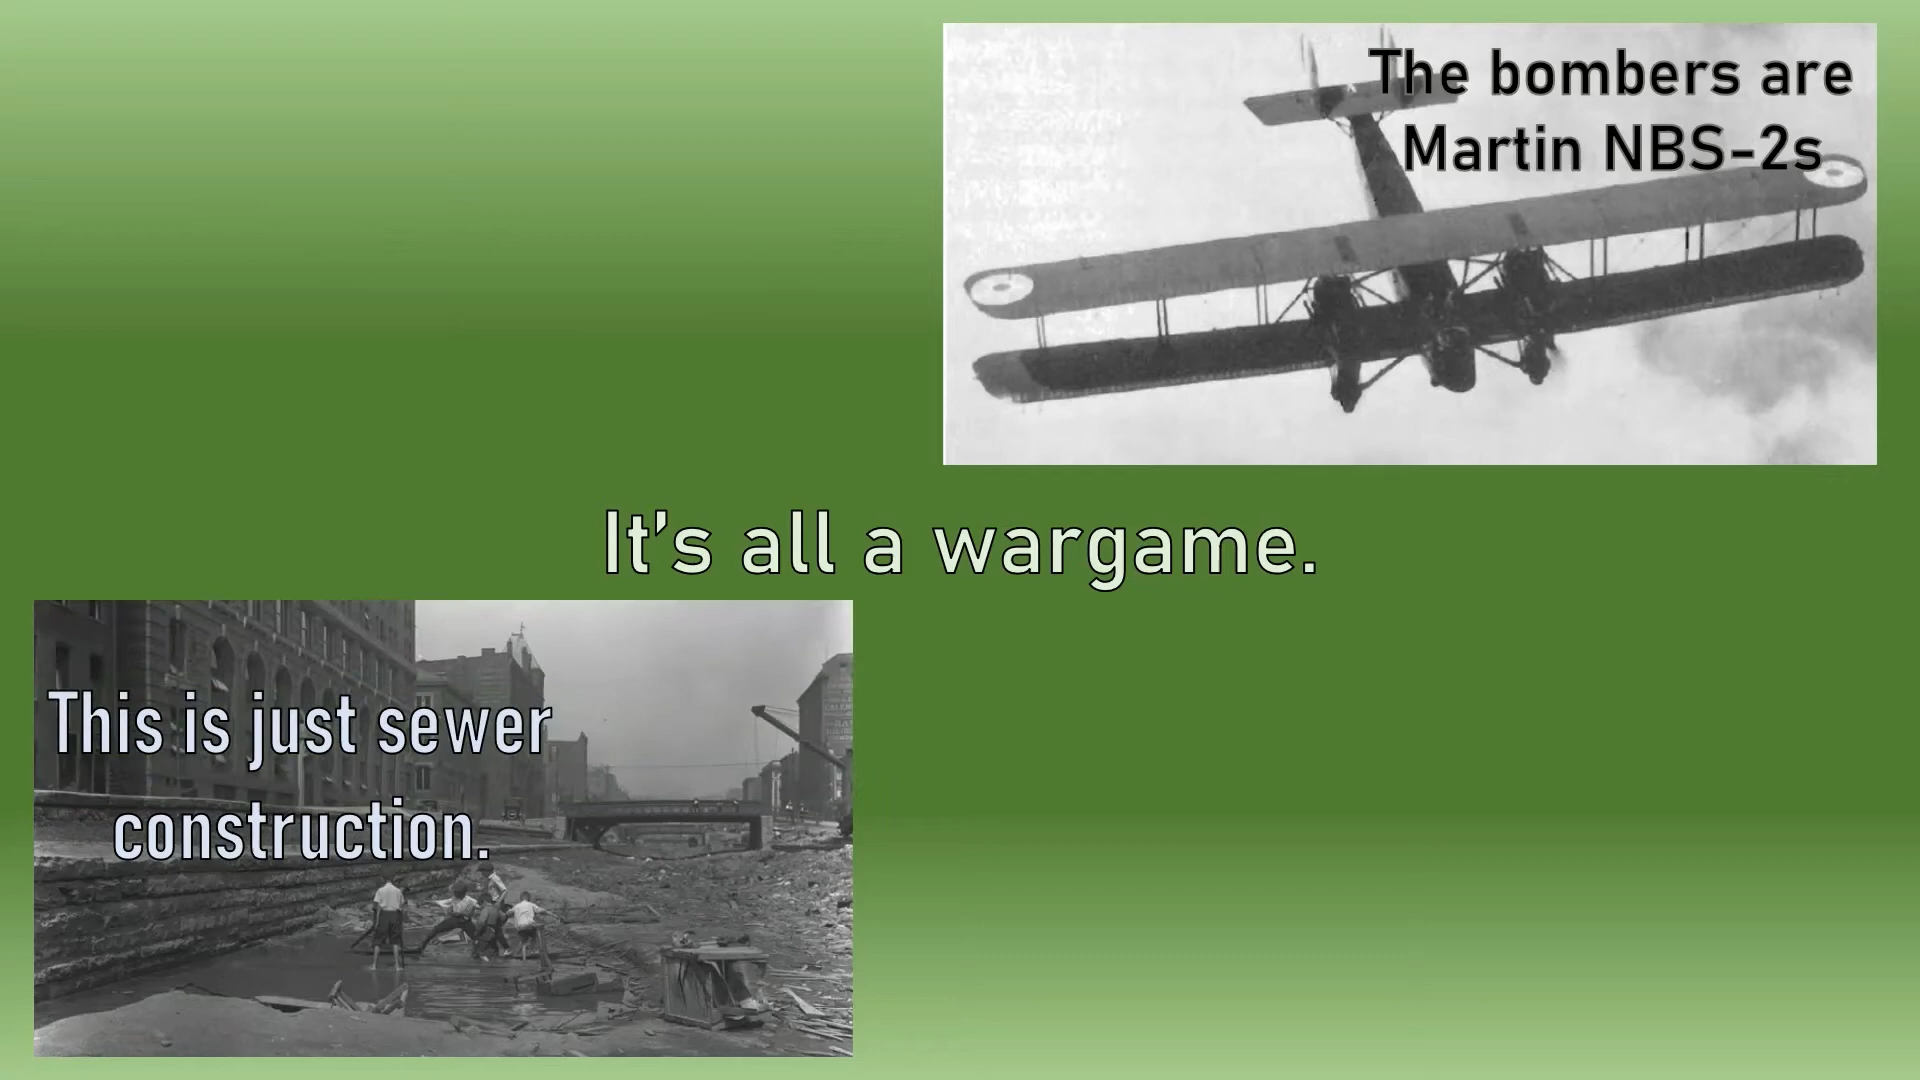 The bombers are
Martin NBS-2s
It's all a wargame.
This is just sewer
construction.